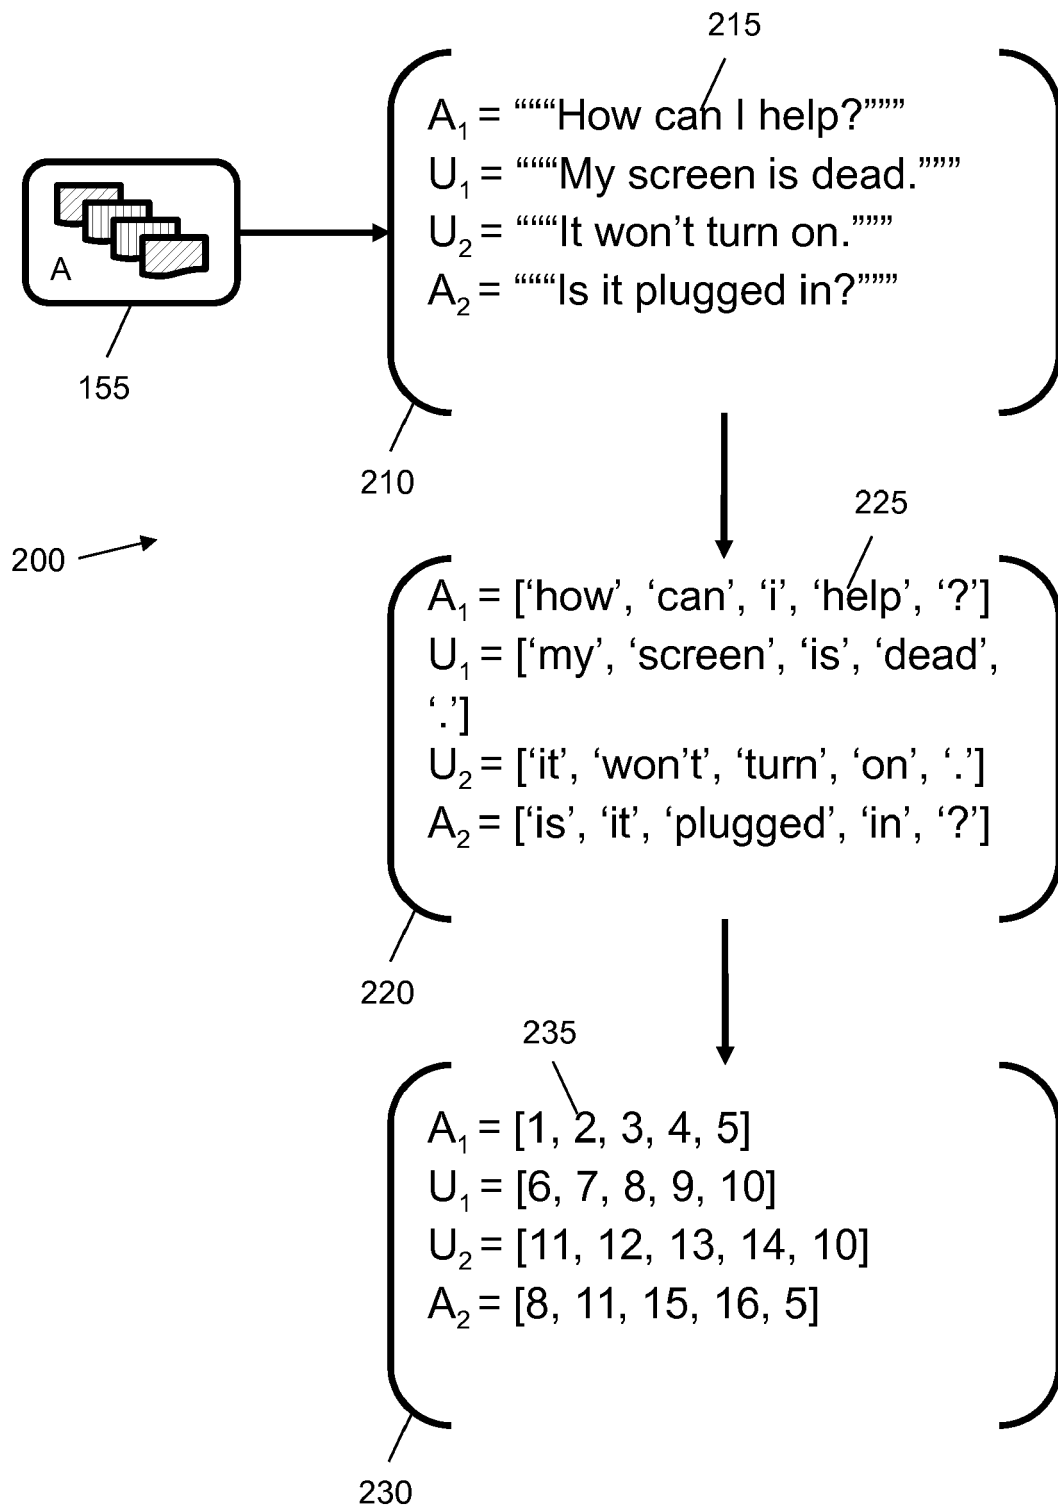 215
A₁ = “““How can I help?”””
U₁ = “““My screen is dead.”””
U₂ = “““It won’t turn on.”””
A₂ = “““Is it plugged in?”””
A
155
210
200
225
A₁ = [‘how’, ‘can’, ‘i’, ‘help’, ‘?’]
U₁ = [‘my’, ‘screen’, ‘is’, ‘dead’,
‘.’]
U₂ = [‘it’, ‘won’t’, ‘turn’, ‘on’, ‘.’]
A₂ = [‘is’, ‘it’, ‘plugged’, ‘in’, ‘?’]
220
235
A₁ = [1, 2, 3, 4, 5]
U₁ = [6, 7, 8, 9, 10]
U₂ = [11, 12, 13, 14, 10]
A₂ = [8, 11, 15, 16, 5]
230